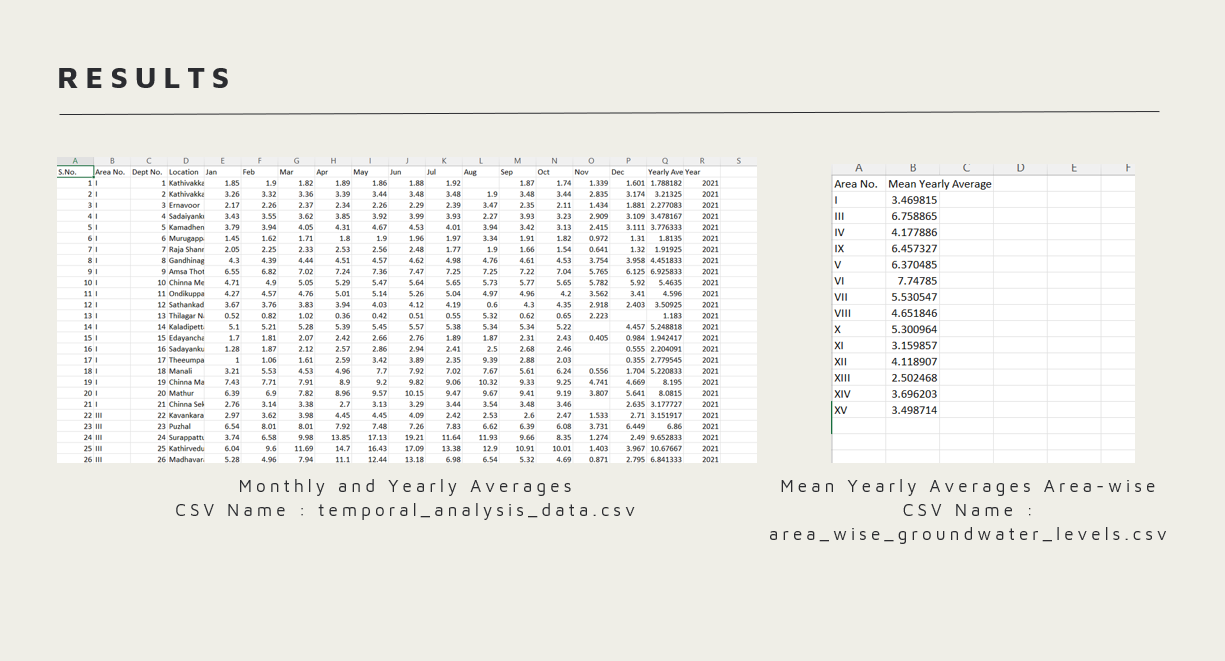 RESULTS
A B C D E F G H I J K L M N O P Q R S
S.No. Area No. Dept No. Location Jan Feb Mar Apr May Jun Jul Aug Sep Oct Nov Dec Yearly Ave Year
1 I 1 Kathivakka 1.85 1.9 1.82 1.89 1.86 1.88 1.92 1.87 1.74 1.339 1.601 1.788182 2021
2 I 2 Kathivakka 3.26 3.32 3.36 3.39 3.44 3.48 3.48 1.9 3.48 3.44 2.835 3.174 3.21325 2021
3 I 3 Ernavoor 2.17 2.26 2.37 2.34 2.26 2.29 2.39 3.47 2.35 2.11 1.434 1.881 2.277083 2021
4 I 4 Sadaiyanku 3.43 3.55 3.62 3.85 3.92 3.99 3.93 2.27 3.93 3.23 2.909 3.109 3.478167 2021
5 I 5 Kamadhen 3.79 3.94 4.05 4.31 4.67 4.53 4.01 3.94 3.42 3.13 2.415 3.111 3.776333 2021
6 I 6 Murugapp 1.45 1.62 1.71 1.8 1.9 1.96 1.97 3.34 1.91 1.82 0.972 1.31 1.8135 2021
7 I 7 Raja Shanr 2.05 2.25 2.33 2.53 2.56 2.48 1.77 1.9 1.66 1.54 0.641 1.32 1.91925 2021
8 I 8 Gandhinag 4.3 4.39 4.44 4.51 4.57 4.62 4.98 4.76 4.61 4.53 3.754 3.958 4.451833 2021
9 I 9 Amsa Thot 6.55 6.82 7.02 7.24 7.36 7.47 7.25 7.25 7.22 7.04 5.765 6.125 6.925833 2021
10 I 10 Chinna Me 4.71 4.9 5.05 5.29 5.47 5.64 5.65 5.73 5.77 5.65 5.782 5.92 5.4635 2021
11 I 11 Ondikuppa 4.27 4.57 4.76 5.01 5.14 5.26 5.04 4.97 4.96 4.2 3.562 3.41 4.596 2021
12 I 12 Sathankad 3.67 3.76 3.83 3.94 4.03 4.12 4.19 0.6 4.3 4.35 2.918 2.403 3.50925 2021
13 I 13 Thilagar Na 0.52 0.82 1.02 0.36 0.42 0.51 0.55 5.32 0.62 0.65 2.223 1.183 2021
14 I 14 Kaladipett 5.1 5.21 5.28 5.39 5.45 5.57 5.38 5.34 5.34 5.22 4.457 5.248818 2021
15 I 15 Edayancha 1.7 1.81 2.07 2.42 2.66 2.76 1.89 1.87 2.31 2.43 0.405 0.984 1.942417 2021
16 I 16 Sadayanku 1.28 1.87 2.12 2.57 2.86 2.94 2.41 2.5 2.68 2.46 0.555 2.204091 2021
17 I 17 Theeumpa 1 1.06 1.61 2.59 3.42 3.89 2.35 9.39 2.88 2.03 0.355 2.779545 2021
18 I 18 Manali 3.21 5.53 4.53 4.96 7.7 7.92 7.02 7.67 5.61 6.24 0.556 1.704 5.220833 2021
19 I 19 Chinna Ma 7.43 7.71 7.91 8.9 9.2 9.82 9.06 10.32 9.33 9.25 4.741 4.669 8.195 2021
20 I 20 Mathur 6.39 6.9 7.82 8.96 9.57 10.15 9.47 9.67 9.41 9.19 3.807 5.641 8.0815 2021
21 I 21 Chinna Sek 2.76 3.14 3.38 2.7 3.13 3.29 3.44 3.54 3.48 3.46 2.635 3.177727 2021
22 III 22 Kavankara 2.97 3.62 3.98 4.45 4.45 4.09 2.42 2.53 2.6 2.47 1.533 2.71 3.151917 2021
23 III 23 Puzhal 6.54 8.01 8.01 7.92 7.48 7.26 7.83 6.62 6.39 6.08 3.731 6.449 6.86 2021
24 III 24 Surappattu 3.74 6.58 9.98 13.85 17.13 19.21 11.64 11.93 9.66 8.35 1.274 2.49 9.652833 2021
25 III 25 Kathirvedu 6.04 9.6 11.69 14.7 16.43 17.09 13.38 12.9 10.91 10.01 1.403 3.967 10.67667 2021
26 III 26 Madhavar 5.28 4.96 7.94 11.1 12.44 13.18 6.98 6.54 5.32 4.69 0.871 2.795 6.841333 2021
Monthly and Yearly Averages
CSV Name : temporal_analysis_data.csv
A B C D E F
Area No. Mean Yearly Average
I 3.469815
III 6.758865
IV 4.177886
IX 6.457327
V 6.370485
VI 7.74785
VII 5.530547
VIII 4.651846
X 5.300964
XI 3.159857
XII 4.118907
XIII 2.502468
XIV 3.696203
XV 3.498714
Mean Yearly Averages Area-wise
CSV Name :
area_wise_groundwater_levels.csv